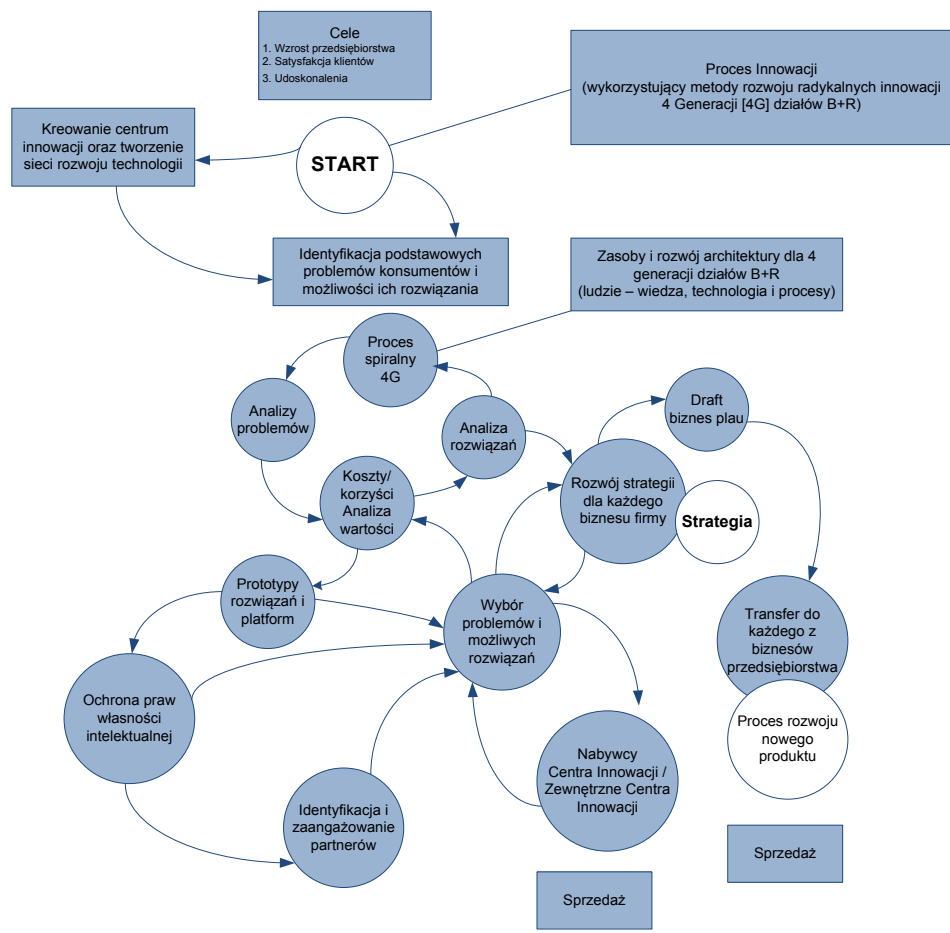 Cele
1. Wzrost przedsiębiorstwa
2. Satysfakcja klientów
3. Udoskonalenia
Proces Innowacji
(wykorzystujący metody rozwoju radykalnych innowacji
4 Generacji [4G] działów B+R)
Kreowanie centrum
innowacji oraz tworzenie
sieci rozwoju technologii
START
Identyfikacja podstawowych
problemów konsumentów i
możliwości ich rozwiązania
Zasoby i rozwój architektury dla 4
generacji działów B+R
(ludzie – wiedza, technologia i procesy)
Proces
spiralny
4G
Analizy
problemów
Analiza
rozwiązań
Draft
biznes plau
Koszty/
korzyści
Analiza
wartości
Rozwój strategii
dla każdego
biznesu firmy
Strategia
Prototypy
rozwiązań i
platform
Wybór
problemów i
możliwych
rozwiązań
Transfer do
każdego z
biznesów
przedsiębiorstwa
Ochrona praw
własności
intelektualnej
Proces rozwoju
nowego
produktu
Nabywcy
Centra Innowacji /
Zewnętrzne Centra
Innowacji
Identyfikacja i
zaangażowanie
partnerów
Sprzedaż
Sprzedaż